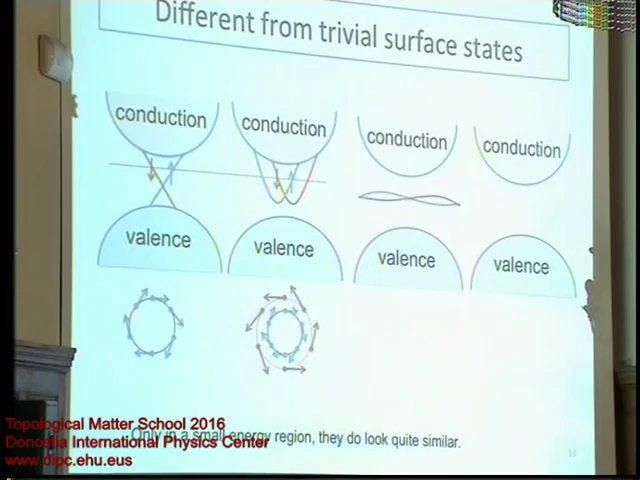 Different from trivial surface states
conduction
conduction
conduction
conduction
valence
valence
valence
valence
Topological Matter School 2016
Only in a small energy region, they do look quite similar.
Donostia International Physics Center
www.dipc.ehu.eus